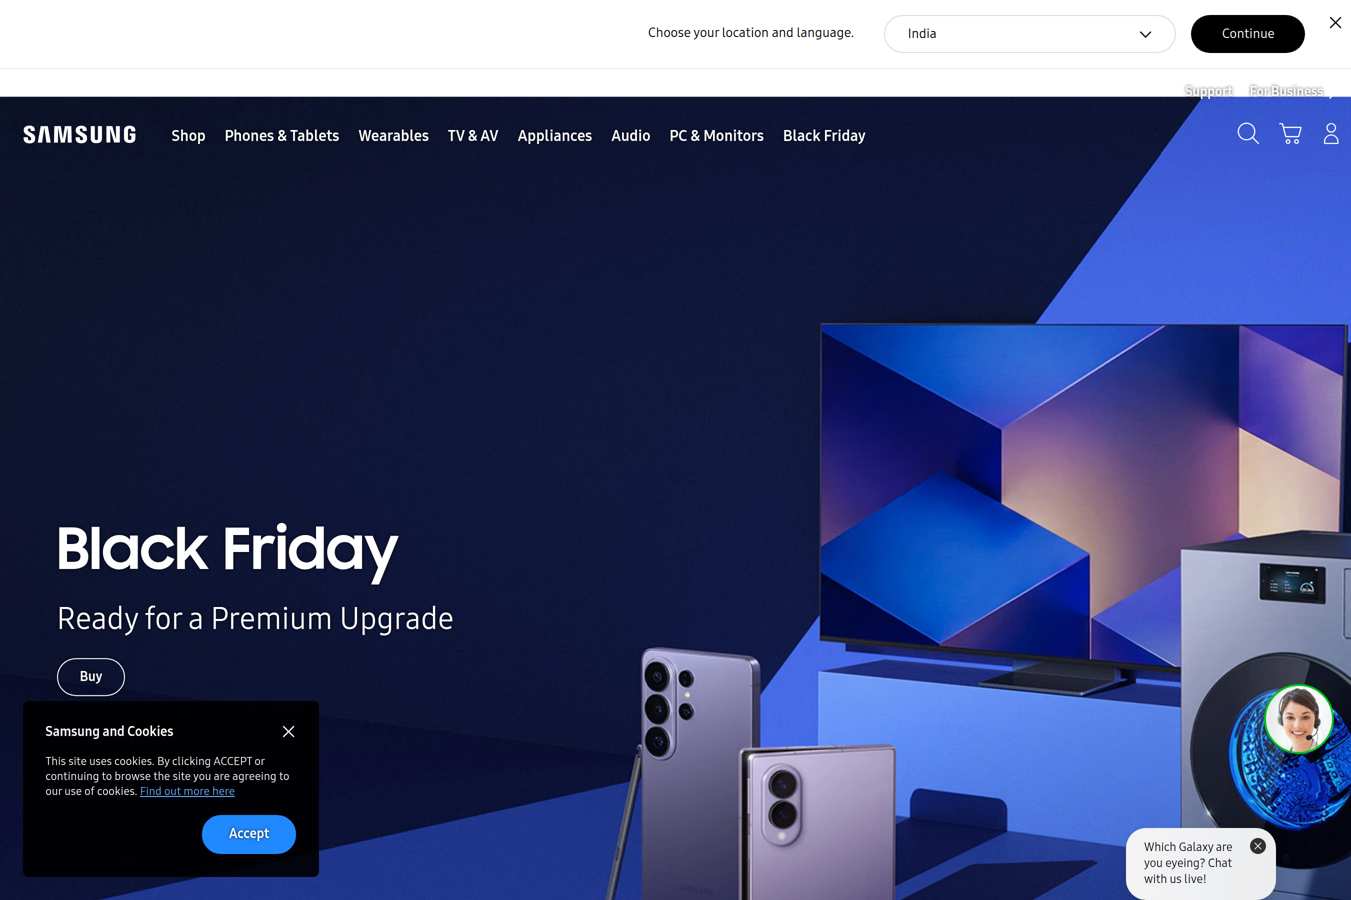 Choose your location and language.
India
Continue
Support
For Business
SAMSUNG
Shop
Phones & Tablets
Wearables
TV & AV
Appliances
Audio
PC & Monitors
Black Friday
Black Friday
Ready for a Premium Upgrade
Buy
Samsung and Cookies
This site uses cookies. By clicking ACCEPT or
continuing to browse the site you are agreeing to
our use of cookies. Find out more here
Accept
Which Galaxy are
you eyeing? Chat
with us live!